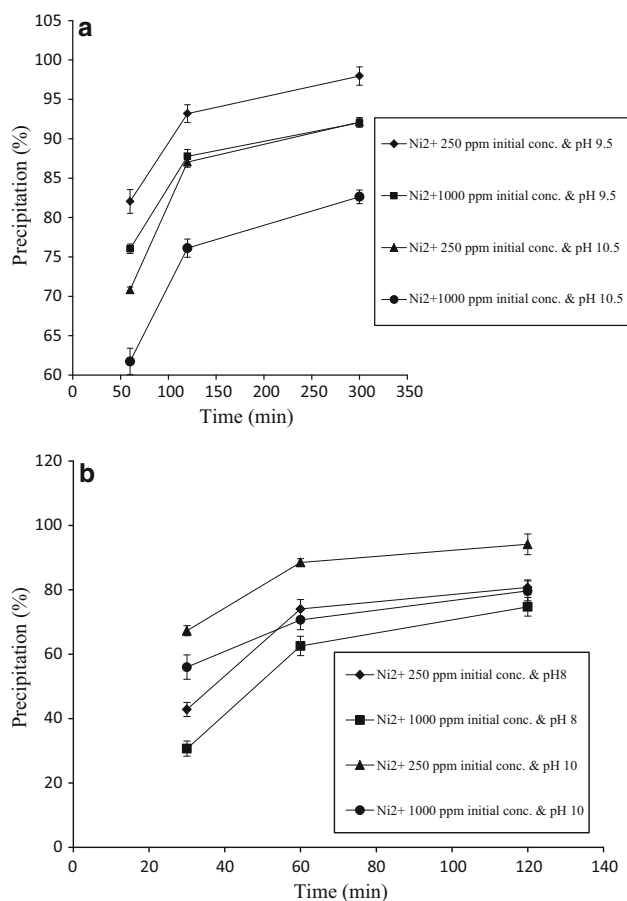 a
105
100
95
90
85
80
75
70
65
60
Precipitation (%)
0 50 100 150 200 250 300 350
Time (min)
Ni2+ 250 ppm initial conc. & pH 9.5
Ni2+1000 ppm initial conc. & pH 9.5
Ni2+ 250 ppm initial conc. & pH 10.5
Ni2+1000 ppm initial conc. & pH 10.5
b
120
100
80
60
40
20
0
Precipitation (%)
0 20 40 60 80 100 120 140
Time (min)
Ni2+ 250 ppm initial conc. & pH8
Ni2+ 1000 ppm initial conc. & pH 8
Ni2+ 250 ppm initial conc. & pH 10
Ni2+ 1000 ppm initial conc. & pH 10